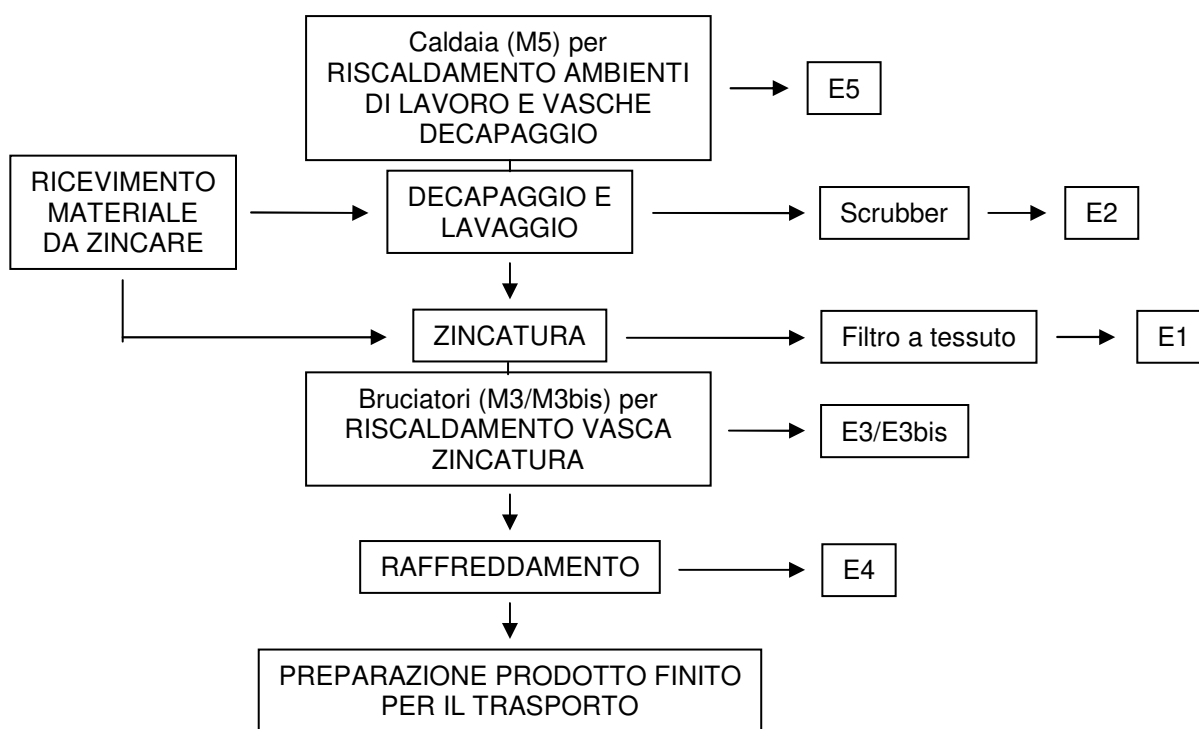 Caldaia (M5) per
RISCALDAMENTO AMBIENTI
DI LAVORO E VASCHE
DECAPAGGIO
E5
RICEVIMENTO
MATERIALE
DA ZINCARE
DECAPAGGIO E
LAVAGGIO
Scrubber
E2
ZINCATURA
Filtro a tessuto
E1
Bruciatori (M3/M3bis) per
RISCALDAMENTO VASCA
ZINCATURA
E3/E3bis
RAFFREDDAMENTO
E4
PREPARAZIONE PRODOTTO FINITO
PER IL TRASPORTO